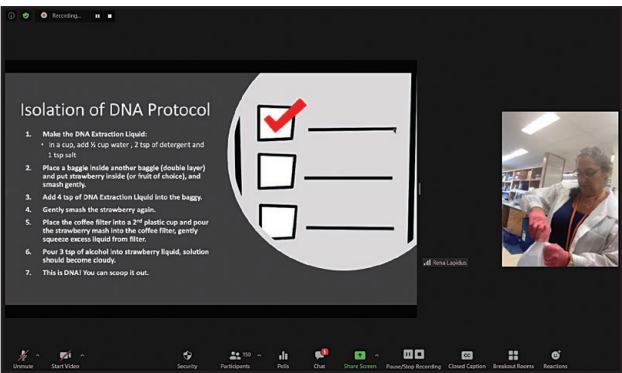 Recording...
Isolation of DNA Protocol
1. Make the DNA Extraction Liquid:
• in a cup, add ½ cup water , 2 tsp of detergent and
1 tsp salt
2. Place a baggie inside another baggie (double layer)
and put strawberry inside (or fruit of choice), and
smash gently.
3. Add 4 tsp of DNA Extraction Liquid into the baggy.
4. Gently smash the strawberry again.
5. Place the coffee filter into a 2nd plastic cup and pour
the strawberry mash into the coffee filter, gently
squeeze excess liquid from filter.
6. Pour 3 tsp of alcohol into strawberry liquid, solution
should become cloudy.
7. This is DNA! You can scoop it out.
Rena Lapidus
150
1
Unmute
Start Video
Security
Participants
Polls
Chat
Share Screen
Pause/Stop Recording
Closed Caption
Breakout Rooms
Reactions
CC